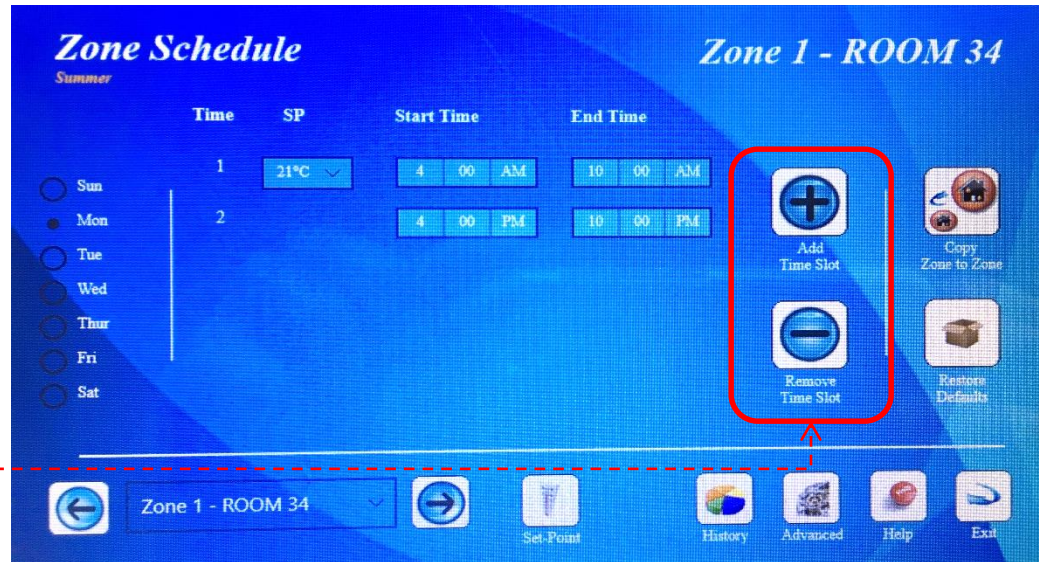 Zone Schedule
Zone 1 - ROOM 34
Summer
Time SP Start Time End Time
1 21°C 4 00 AM 10 00 AM
2 4 00 PM 10 00 PM
Sun
Mon
Tue
Wed
Thur
Fri
Sat
Add
Time Slot
Copy
Zone to Zone
Remove
Time Slot
Restore
Defaults
Zone 1 - ROOM 34
Set-Point
History
Advanced
Help
Exit